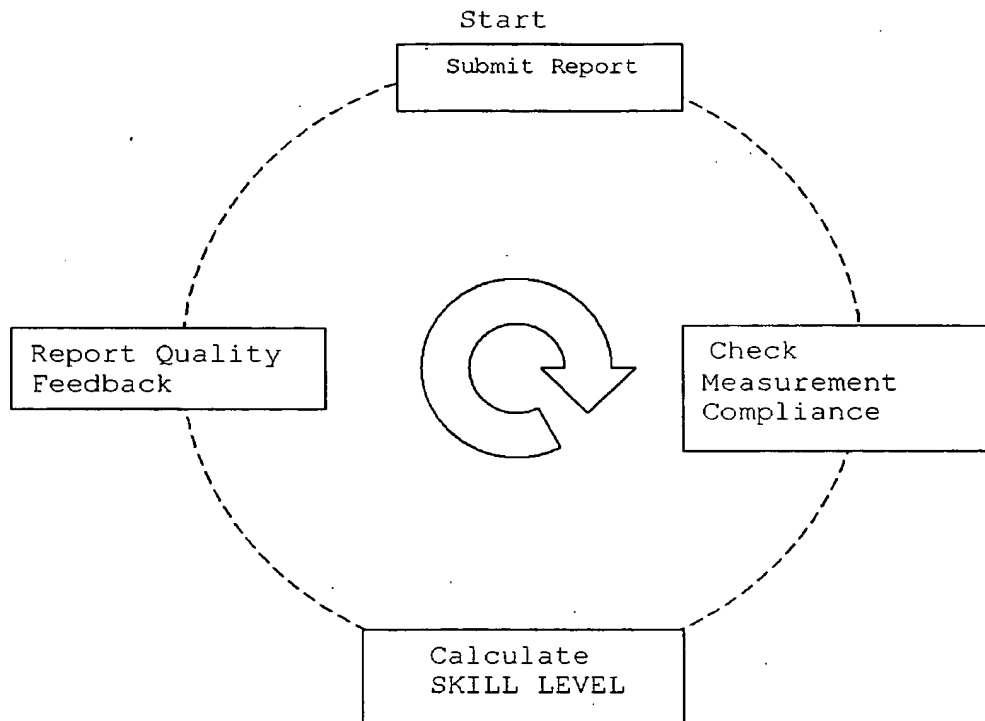 Start
Submit Report
Check
Measurement
Compliance
Calculate
SKILL LEVEL
Report Quality
Feedback